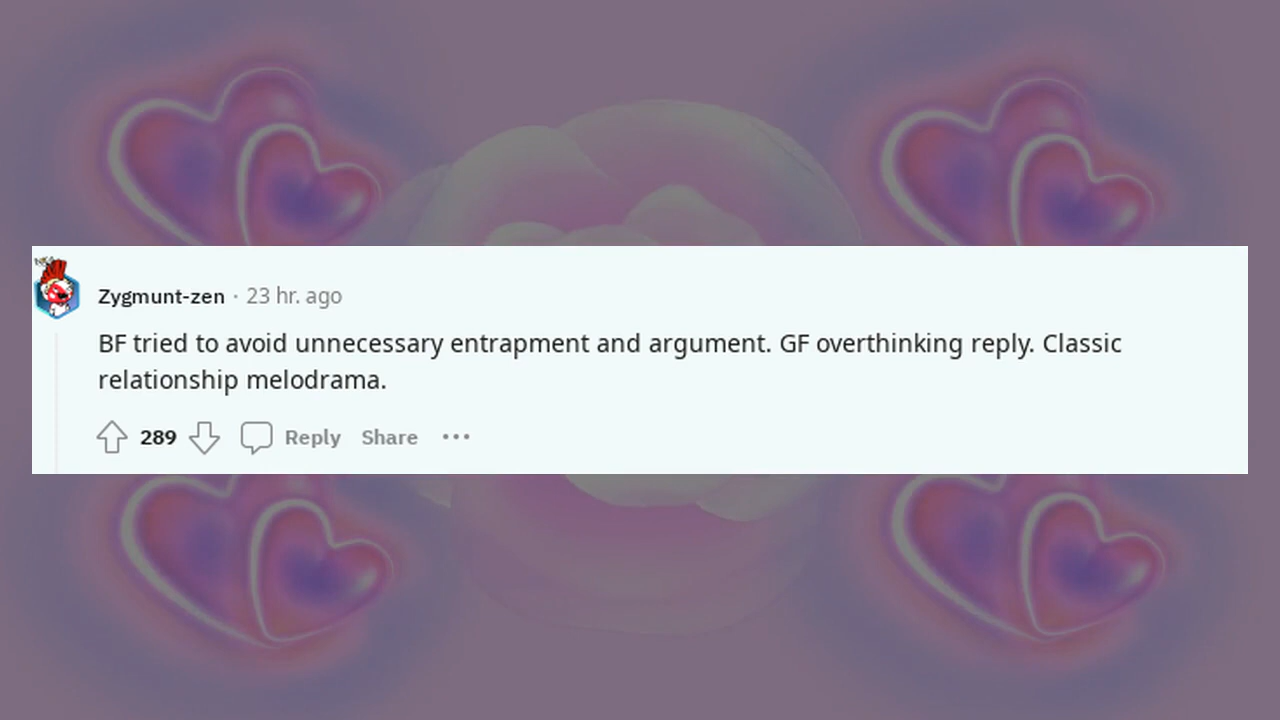 Zygmunt-zen · 23 hr. ago
BF tried to avoid unnecessary entrapment and argument. GF overthinking reply. Classic
relationship melodrama.
289 Reply Share ...